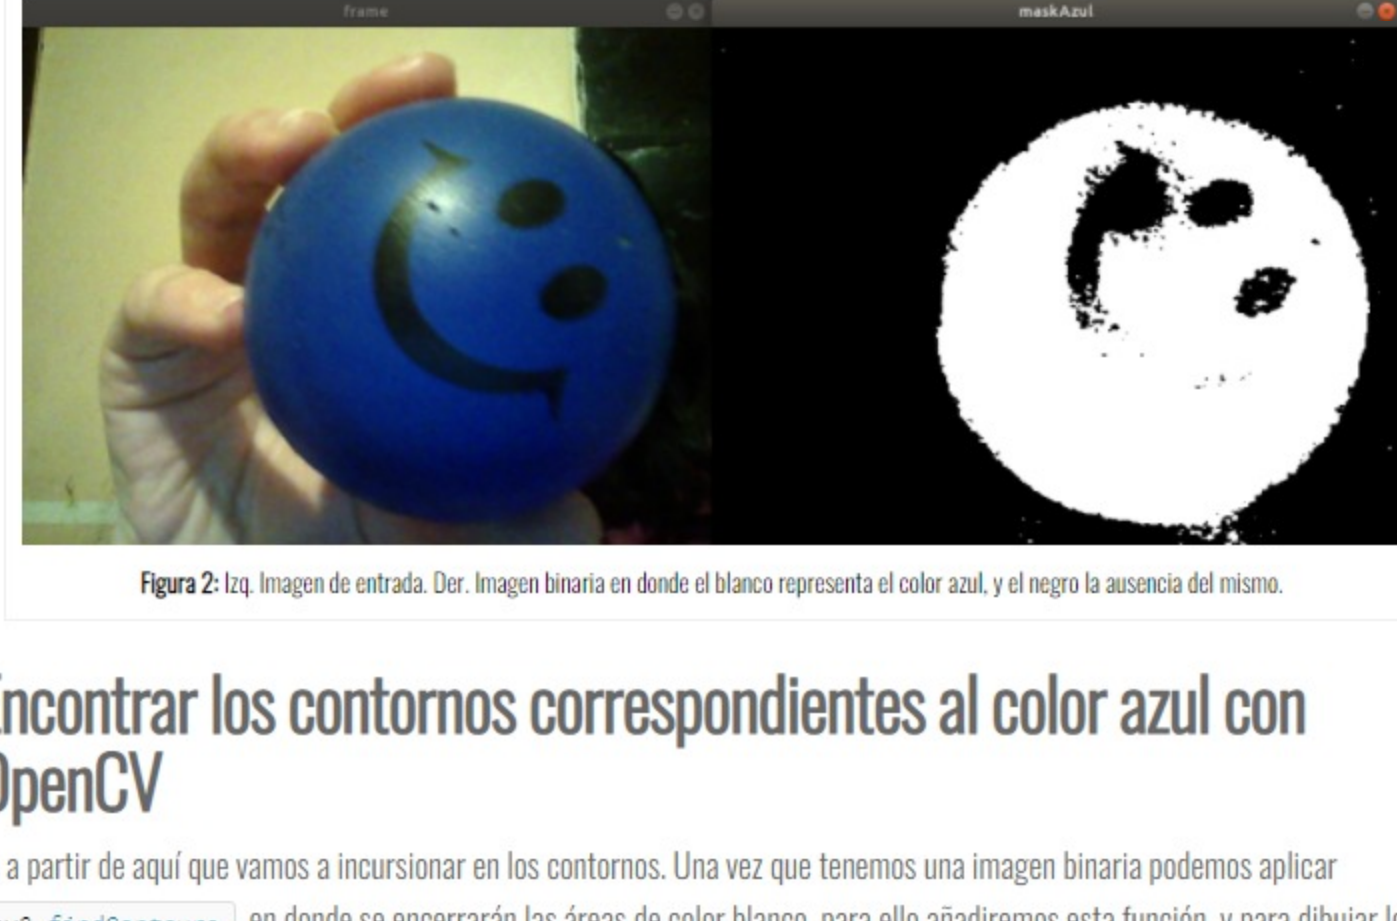 frame
maskAzul
Figura 2: Izq. Imagen de entrada. Der. Imagen binaria en donde el blanco representa el color azul, y el negro la ausencia del mismo.
Encontrar los contornos correspondientes al color azul con
OpenCV
a partir de aquí que vamos a incursionar en los contornos. Una vez que tenemos una imagen binaria podemos aplicar
en donde se encerrarán las áreas de color blanco, para ello añadiremos esta función, y para dibujar